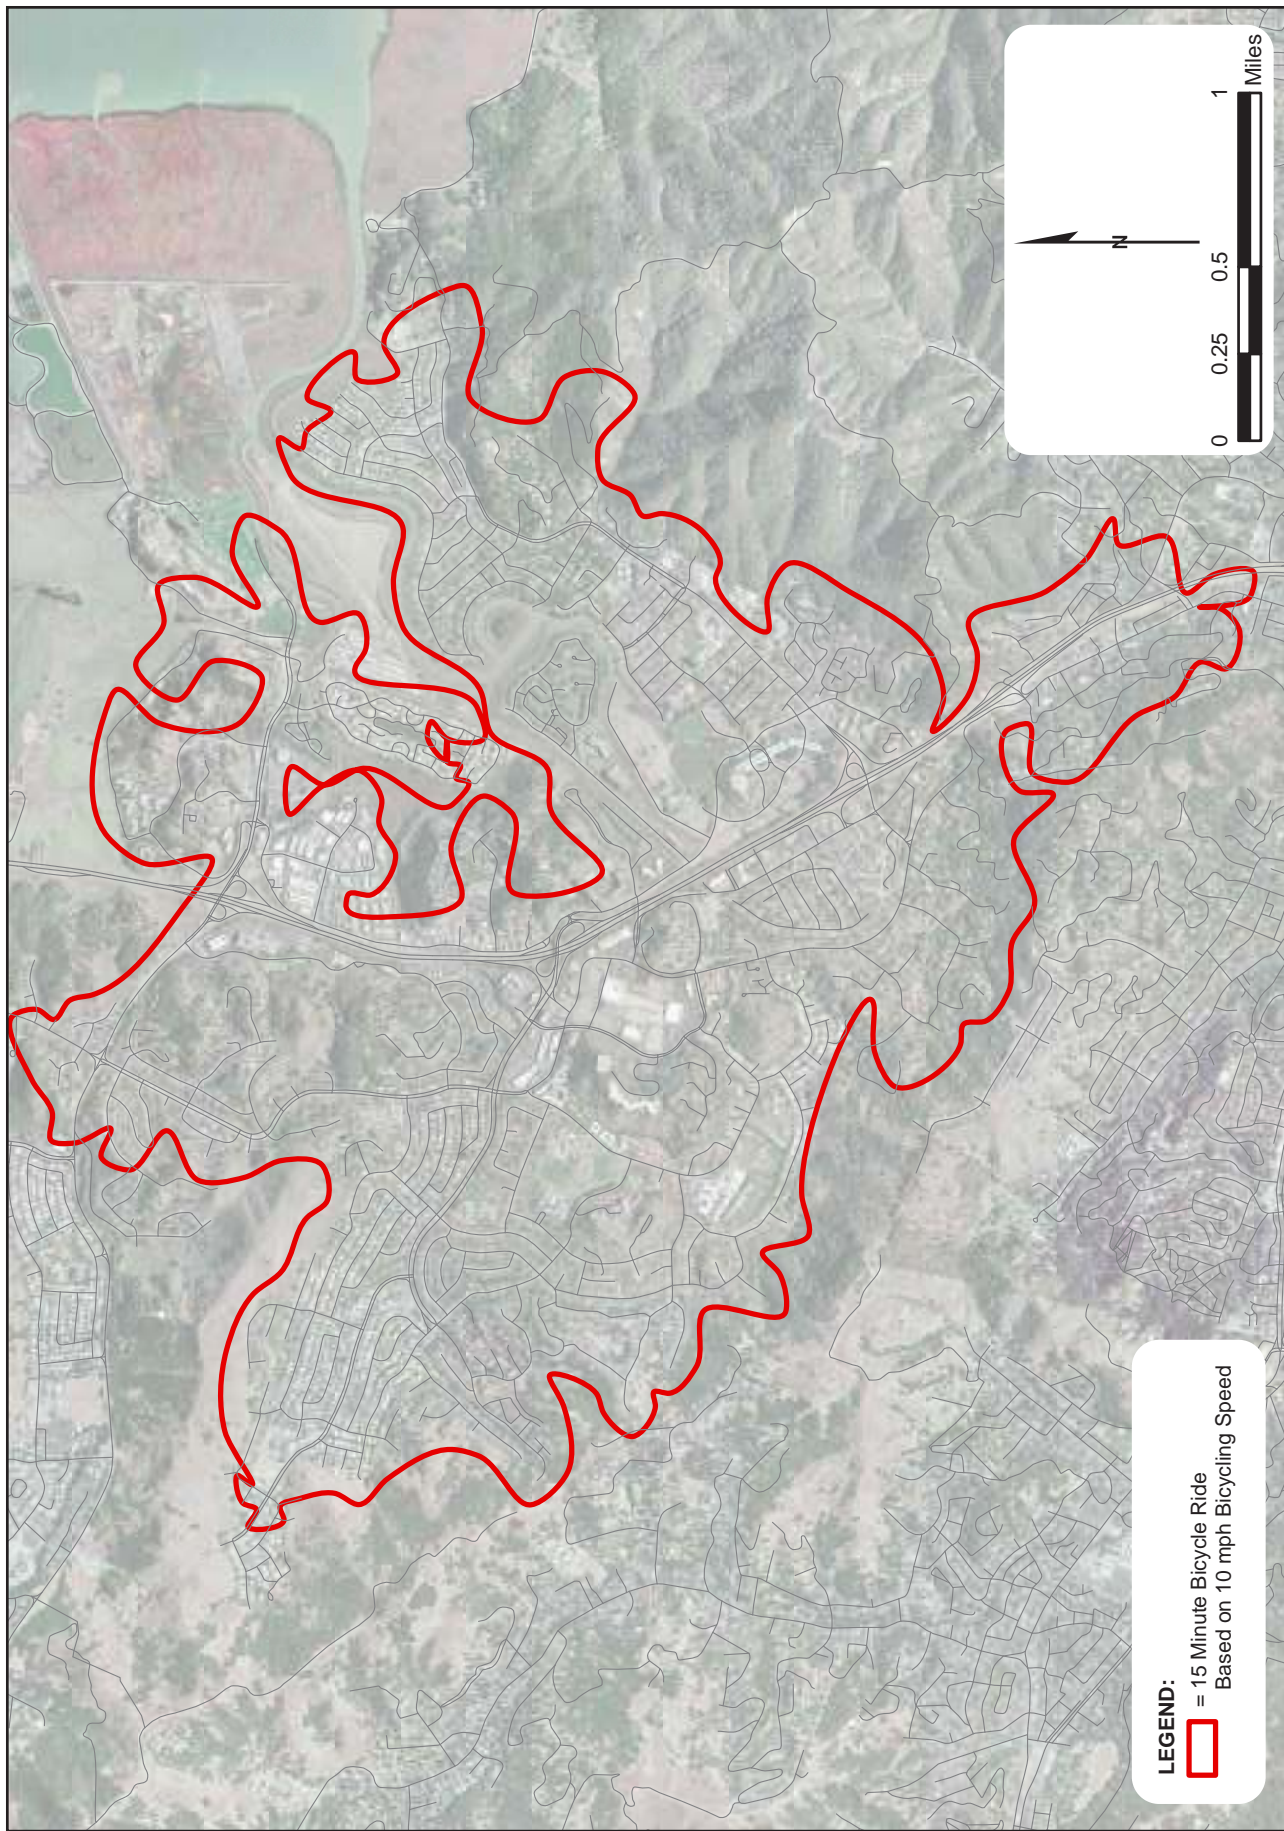 LEGEND:
= 15 Minute Bicycle Ride
Based on 10 mph Bicycling Speed
N
0 0.25 0.5 1
Miles